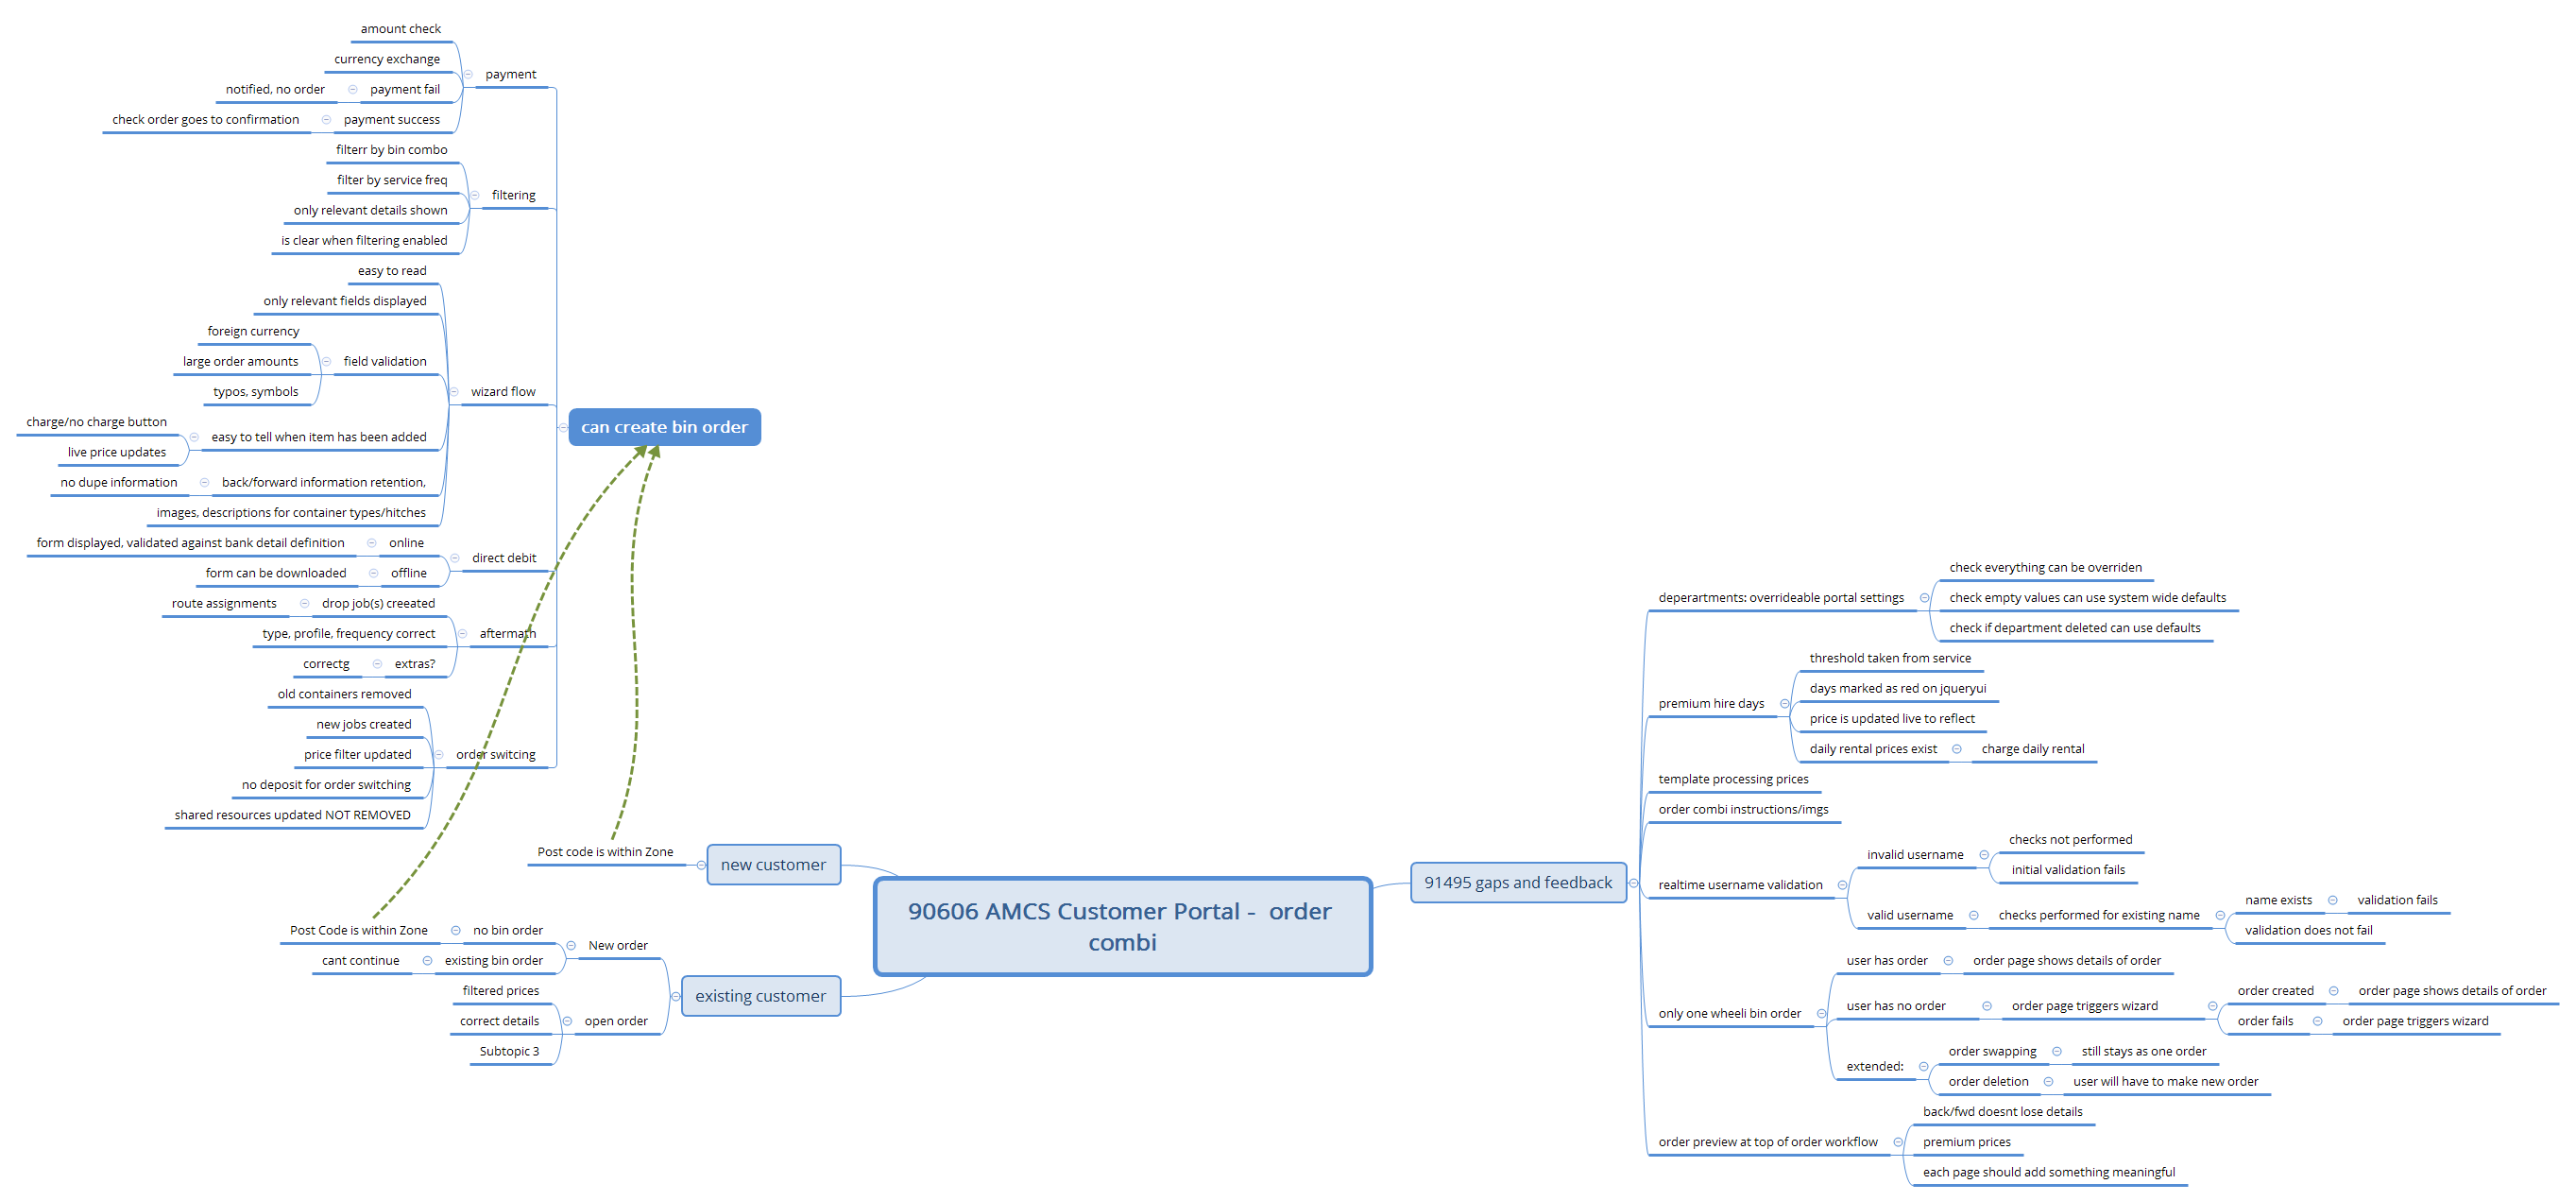 amount check
currency exchange
payment
notified, no order
payment fail
check order goes to confirmation
payment success
filterr by bin combo
filter by service freq
filtering
only relevant details shown
is clear when filtering enabled
easy to read
only relevant fields displayed
foreign currency
large order amounts
field validation
typos, symbols
wizard flow
charge/no charge button
easy to tell when item has been added
live price updates
no dupe information
back/forward information retention,
images, descriptions for container types/hitches
can create bin order
form displayed, validated against bank detail definition
online
direct debit
form can be downloaded
offline
route assignments
drop job(s) creeated
type, profile, frequency correct
aftermath
correctg
extras?
old containers removed
new jobs created
price filter updated
order switcing
no deposit for order switching
shared resources updated NOT REMOVED
Post code is within Zone
new customer
90606 AMCS Customer Portal -  order
combi
Post Code is within Zone
no bin order
New order
cant continue
existing bin order
existing customer
filtered prices
correct details
open order
Subtopic 3
91495 gaps and feedback
deperartments: overrideable portal settings
check everything can be overriden
check empty values can use system wide defaults
check if department deleted can use defaults
premium hire days
threshold taken from service
days marked as red on jqueryui
price is updated live to reflect
daily rental prices exist
charge daily rental
template processing prices
order combi instructions/imgs
realtime username validation
invalid username
checks not performed
initial validation fails
valid username
checks performed for existing name
name exists
validation fails
validation does not fail
only one wheeli bin order
user has order
order page shows details of order
user has no order
order page triggers wizard
order created
order page shows details of order
order fails
order page triggers wizard
extended:
order swapping
still stays as one order
order deletion
user will have to make new order
order preview at top of order workflow
back/fwd doesnt lose details
premium prices
each page should add something meaningful